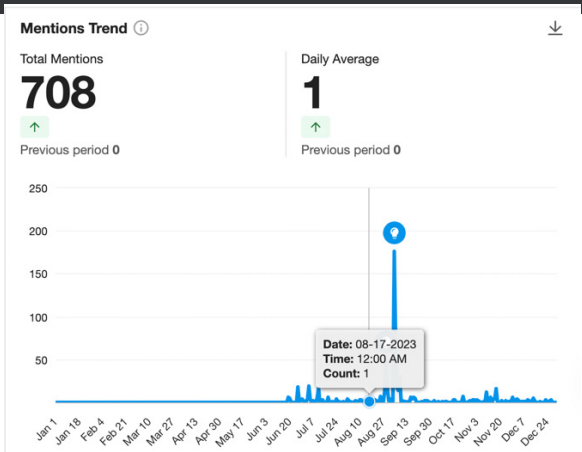 Mentions Trend
Total Mentions
708
Previous period 0
Daily Average
1
Previous period 0
250
200
150
100
50
Date: 08-17-2023
Time: 12:00 AM
Count: 1
Jan 1 Jan 18 Feb 4 Feb 21 Mar 10 Mar 27 Apr 13 Apr 30 May 17 Jun 3 Jun 20 Jul 7 Jul 24 Aug 10 Aug 27 Sep 13 Sep 30 Oct 17 Nov 3 Nov 20 Dec 7 Dec 24